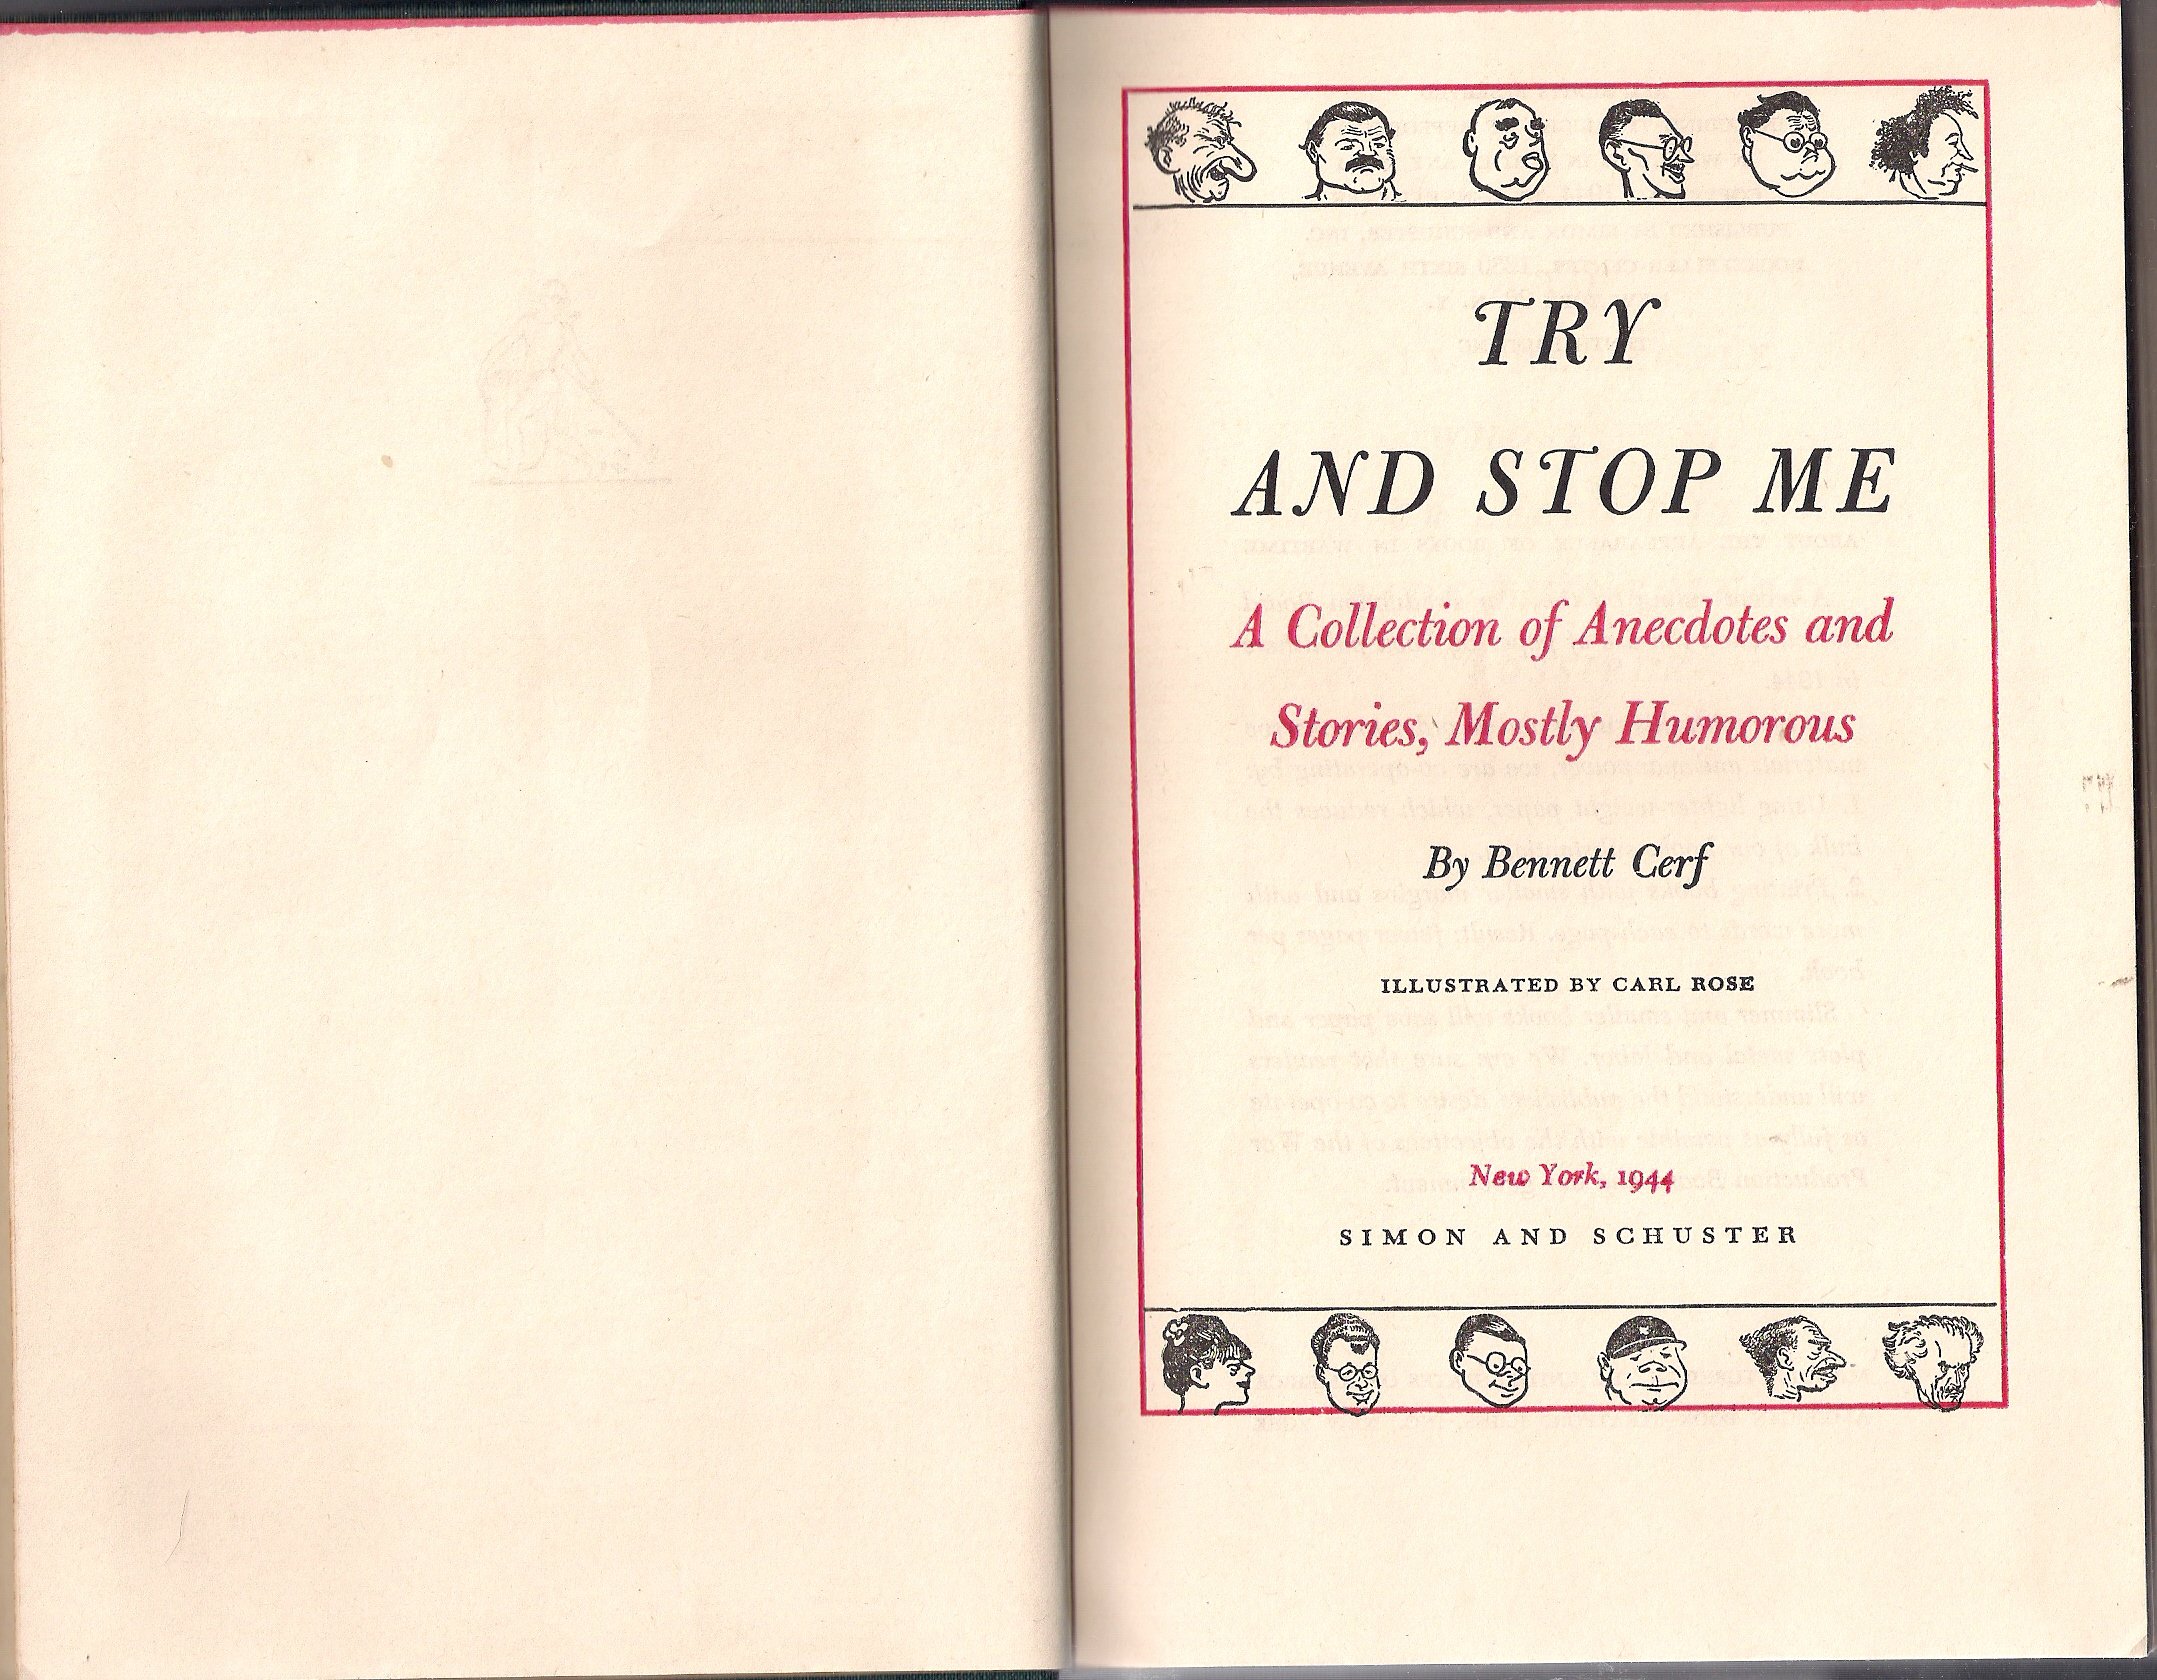 TRY
AND STOP ME
A Collection of Anecdotes and
Stories, Mostly Humorous
By Bennett Cerf
ILLUSTRATED BY CARL ROSE
New York, 1944
SIMON AND SCHUSTER